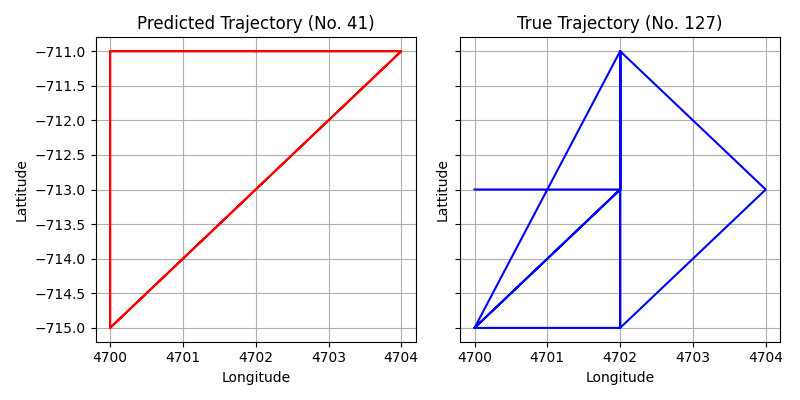 Predicted Trajectory (No. 41)
True Trajectory (No. 127)
−711.0
−711.5
−712.0
−712.5
−713.0
−713.5
−714.0
−714.5
−715.0
Lattitude
Lattitude
4700 4701 4702 4703 4704
4700 4701 4702 4703 4704
Longitude
Longitude